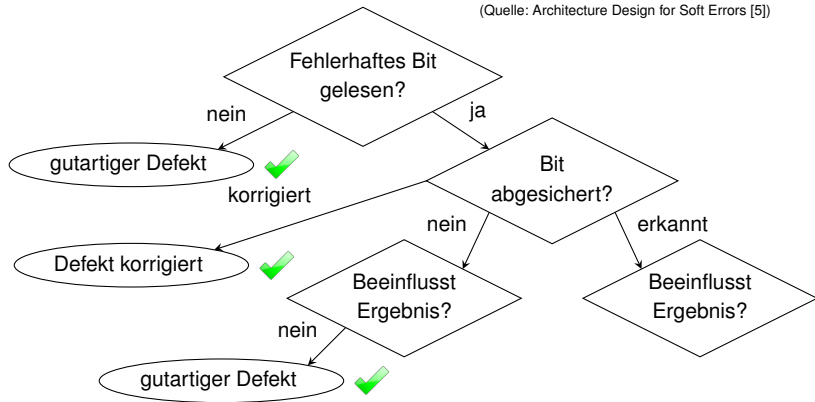 (Quelle: Architecture Design for Soft Errors [5])
Fehlerhaftes Bit
gelesen?
nein
ja
gutartiger Defekt
korrigiert
Bit
abgesichert?
nein
erkannt
Defekt korrigiert
Beeinflusst
Ergebnis?
Beeinflusst
Ergebnis?
nein
gutartiger Defekt